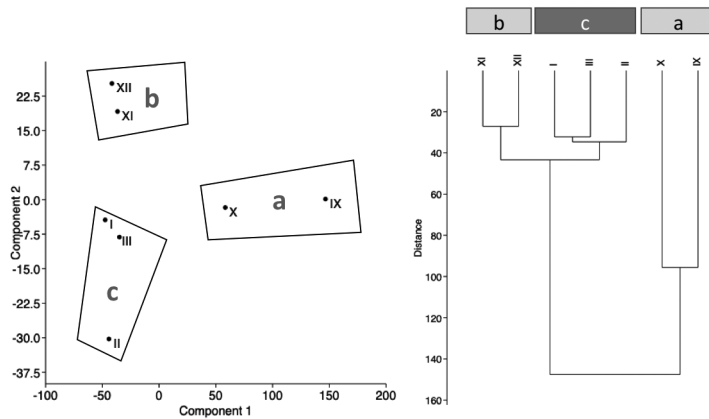 b c a
XI XII I III II X IX
20
40
60
80
100
120
140
160
Distance
22.5
15.0
7.5
0.0
-7.5
-15.0
-22.5
-30.0
-37.5
Component 2
-100 -50 0 50 100 150 200
Component 1
XII
XI
b
X
a
IX
I
III
c
II